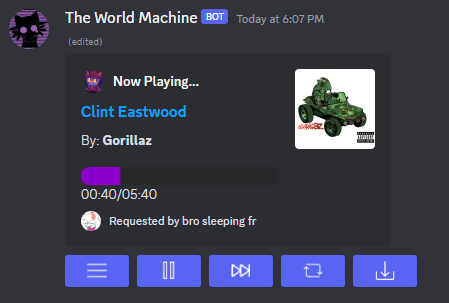 The World Machine BOT Today at 6:07 PM
(edited)
Now Playing...
Clint Eastwood
By: Gorillaz
00:40/05:40
Requested by bro sleeping fr
GORILLAZ